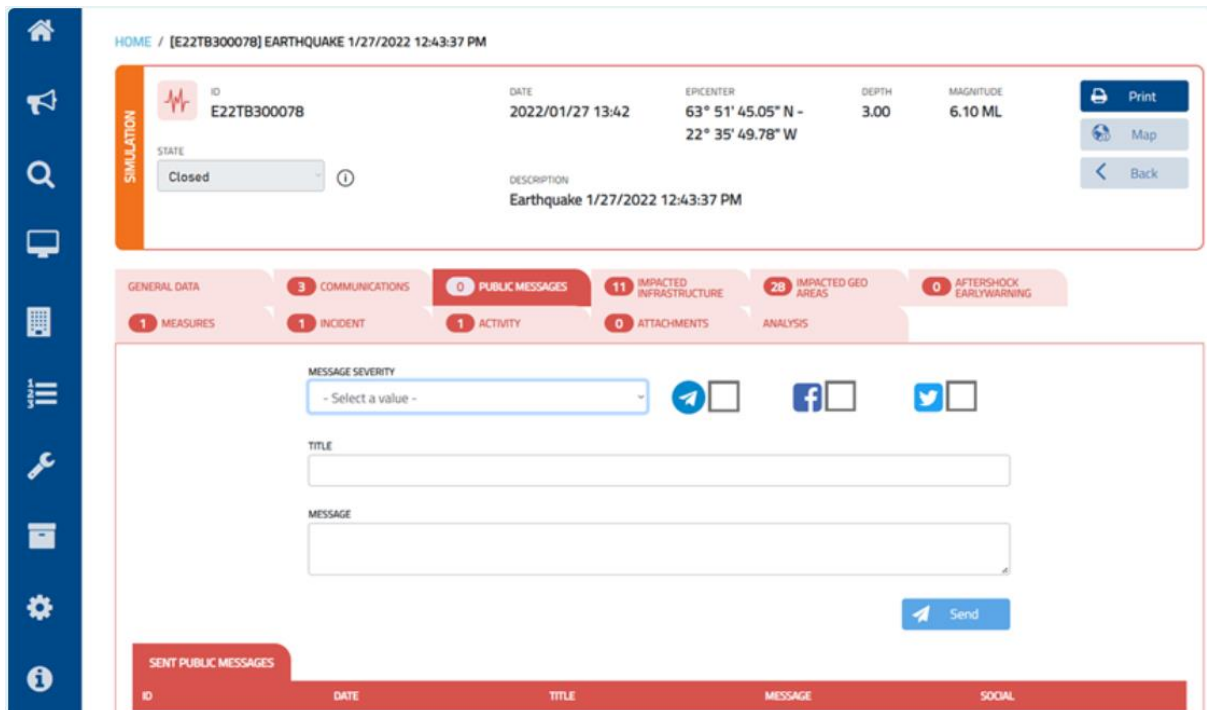 HOME / [E22TB300078] EARTHQUAKE 1/27/2022 12:43:37 PM
SIMULATION
ID
E22TB300078
DATE
2022/01/27 13:42
EPICENTER
63° 51' 45.05" N -
22° 35' 49.78" W
DEPTH
3.00
MAGNITUDE
6.10 ML
Print
Map
Back
STATE
Closed
DESCRIPTION
Earthquake 1/27/2022 12:43:37 PM
GENERAL DATA
3 COMMUNICATIONS
0 PUBLIC MESSAGES
11 IMPACTED
INFRASTRUCTURE
28 IMPACTED GEO
AREAS
0 AFTERSHOCK
EARLYWARNING
1 MEASURES
1 INCIDENT
1 ACTIVITY
0 ATTACHMENTS
ANALYSIS
MESSAGE SEVERITY
- Select a value -
TITLE
MESSAGE
Send
SENT PUBLIC MESSAGES
ID DATE TITLE MESSAGE SOCIAL